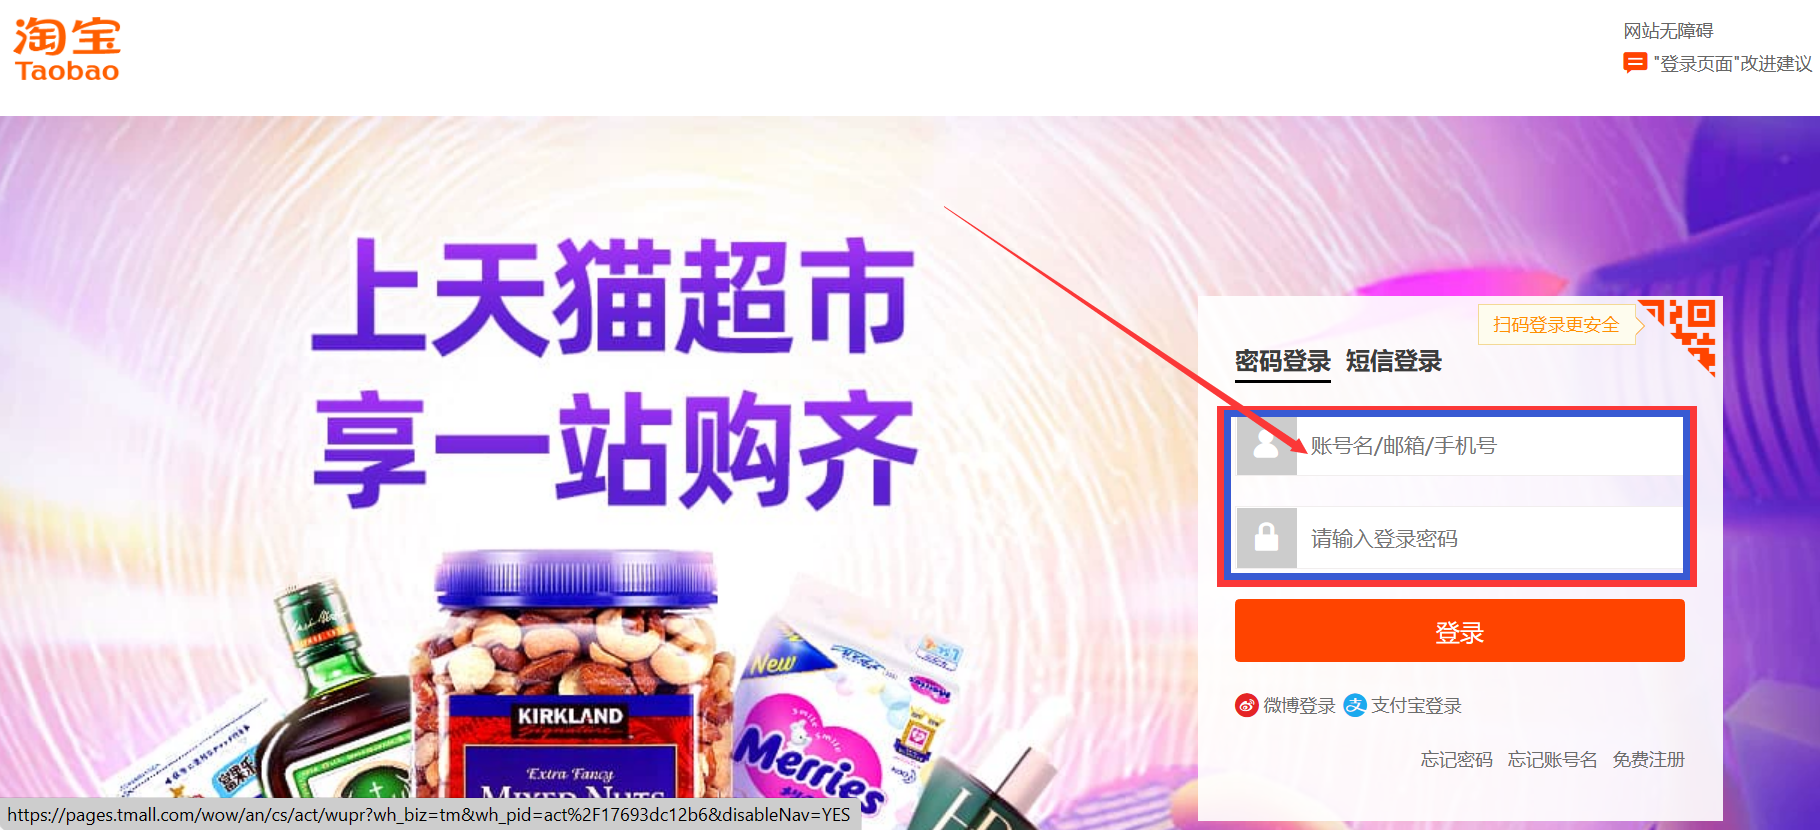 淘宝
Taobao
网站无障碍
"登录页面"改进建议
上天猫超市
享一站购齐
扫码登录更安全
密码登录 短信登录
账号名/邮箱/手机号
请输入登录密码
登录
微博登录 支付宝登录
忘记密码 忘记账号名 免费注册
New
KIRKLAND
Signature
Extra Fancy
MIXED NUTS
Smile
Smile
Merries
https://pages.tmall.com/wow/an/cs/act/wupr?wh_biz=tm&wh_pid=act%2F17693dc12b6&disableNav=YES